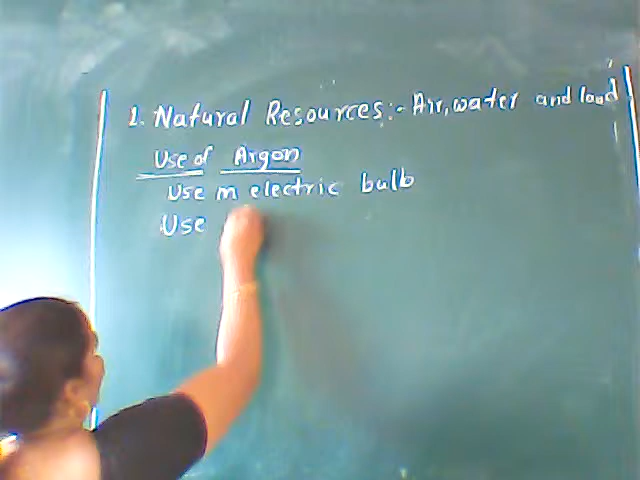 1. Natural Resources:- Air, water and land
Use of Argon
Use in electric bulb
Use